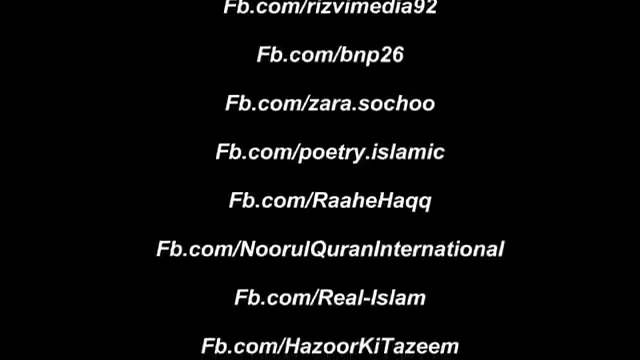 Fb.com/rizvimedia92
Fb.com/bnp26
Fb.com/zara.sochoo
Fb.com/poetry.islamic
Fb.com/RaaheHaqq
Fb.com/NoorulQuranInternational
Fb.com/Real-Islam
Fb.com/HazoorKiTazeem